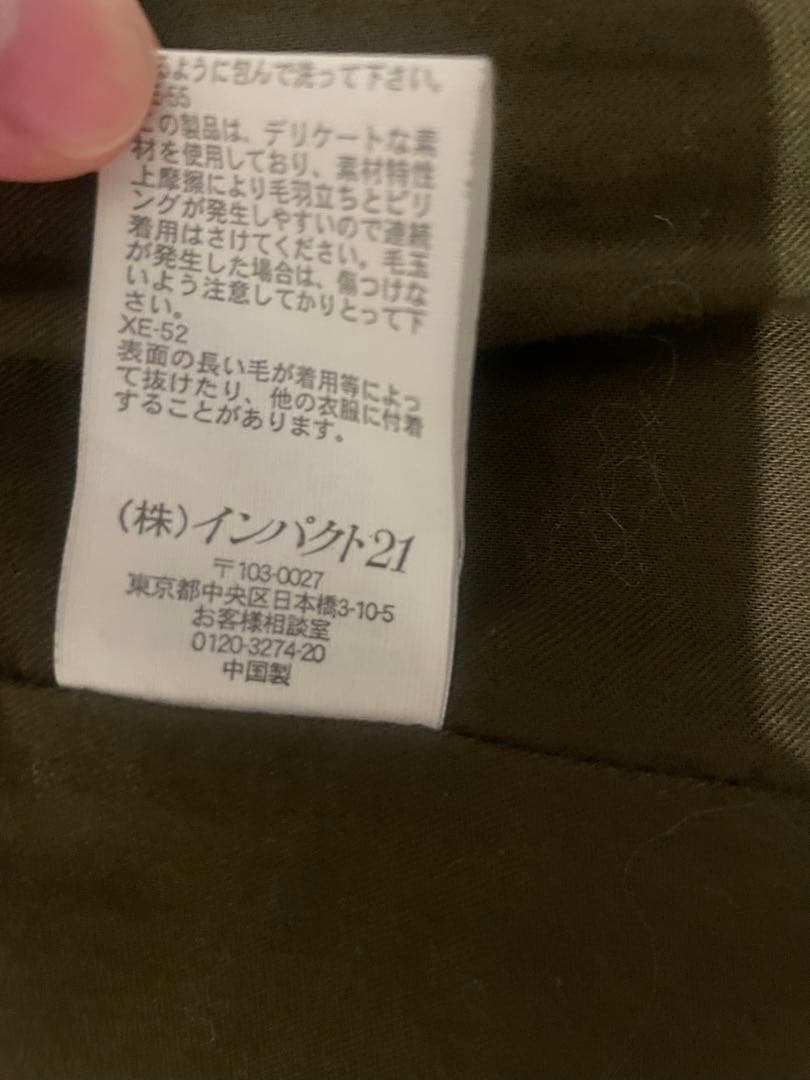 るように包んで洗って下さい。
E-55
この製品は、デリケートな素
材を使用しており、素材特性
上摩擦により毛羽立ちとピリ
ングが発生しやすいので連続
着用はさけてください。毛玉
が発生した場合は、傷つけな
いよう注意してかりとって下
さい。
XE-52
表面の長い毛が着用等によっ
て抜けたり、他の衣服に付着
することがあります。
(株)インパクト21
〒103-0027
東京都中央区日本橋3-10-5
お客様相談室
0120-3274-20
中国製